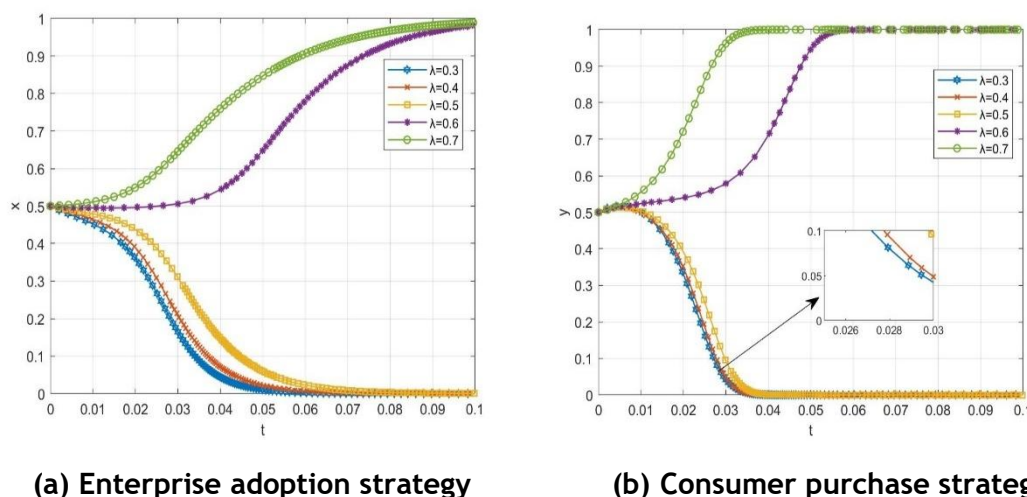 1
0.9
0.8
0.7
0.6
0.5
0.4
0.3
0.2
0.1
0
x
0 0.01 0.02 0.03 0.04 0.05 0.06 0.07 0.08 0.09 0.1
t
λ=0.3
λ=0.4
λ=0.5
λ=0.6
λ=0.7
(a) Enterprise adoption strategy
1
0.9
0.8
0.7
0.6
0.5
0.4
0.3
0.2
0.1
0
y
0 0.01 0.02 0.03 0.04 0.05 0.06 0.07 0.08 0.09 0.1
t
λ=0.3
λ=0.4
λ=0.5
λ=0.6
λ=0.7
0.1
0.05
0
0.026 0.028 0.03
(b) Consumer purchase strateg